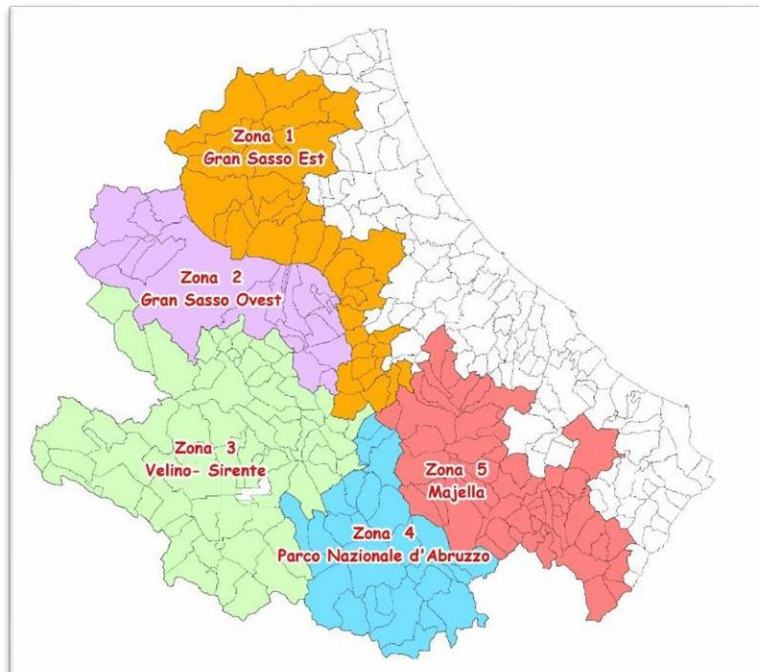 Zona 1
Gran Sasso Est
Zona 2
Gran Sasso Ovest
Zona 3
Velino- Sirente
Zona 5
Majella
Zona 4
Parco Nazionale d'Abruzzo